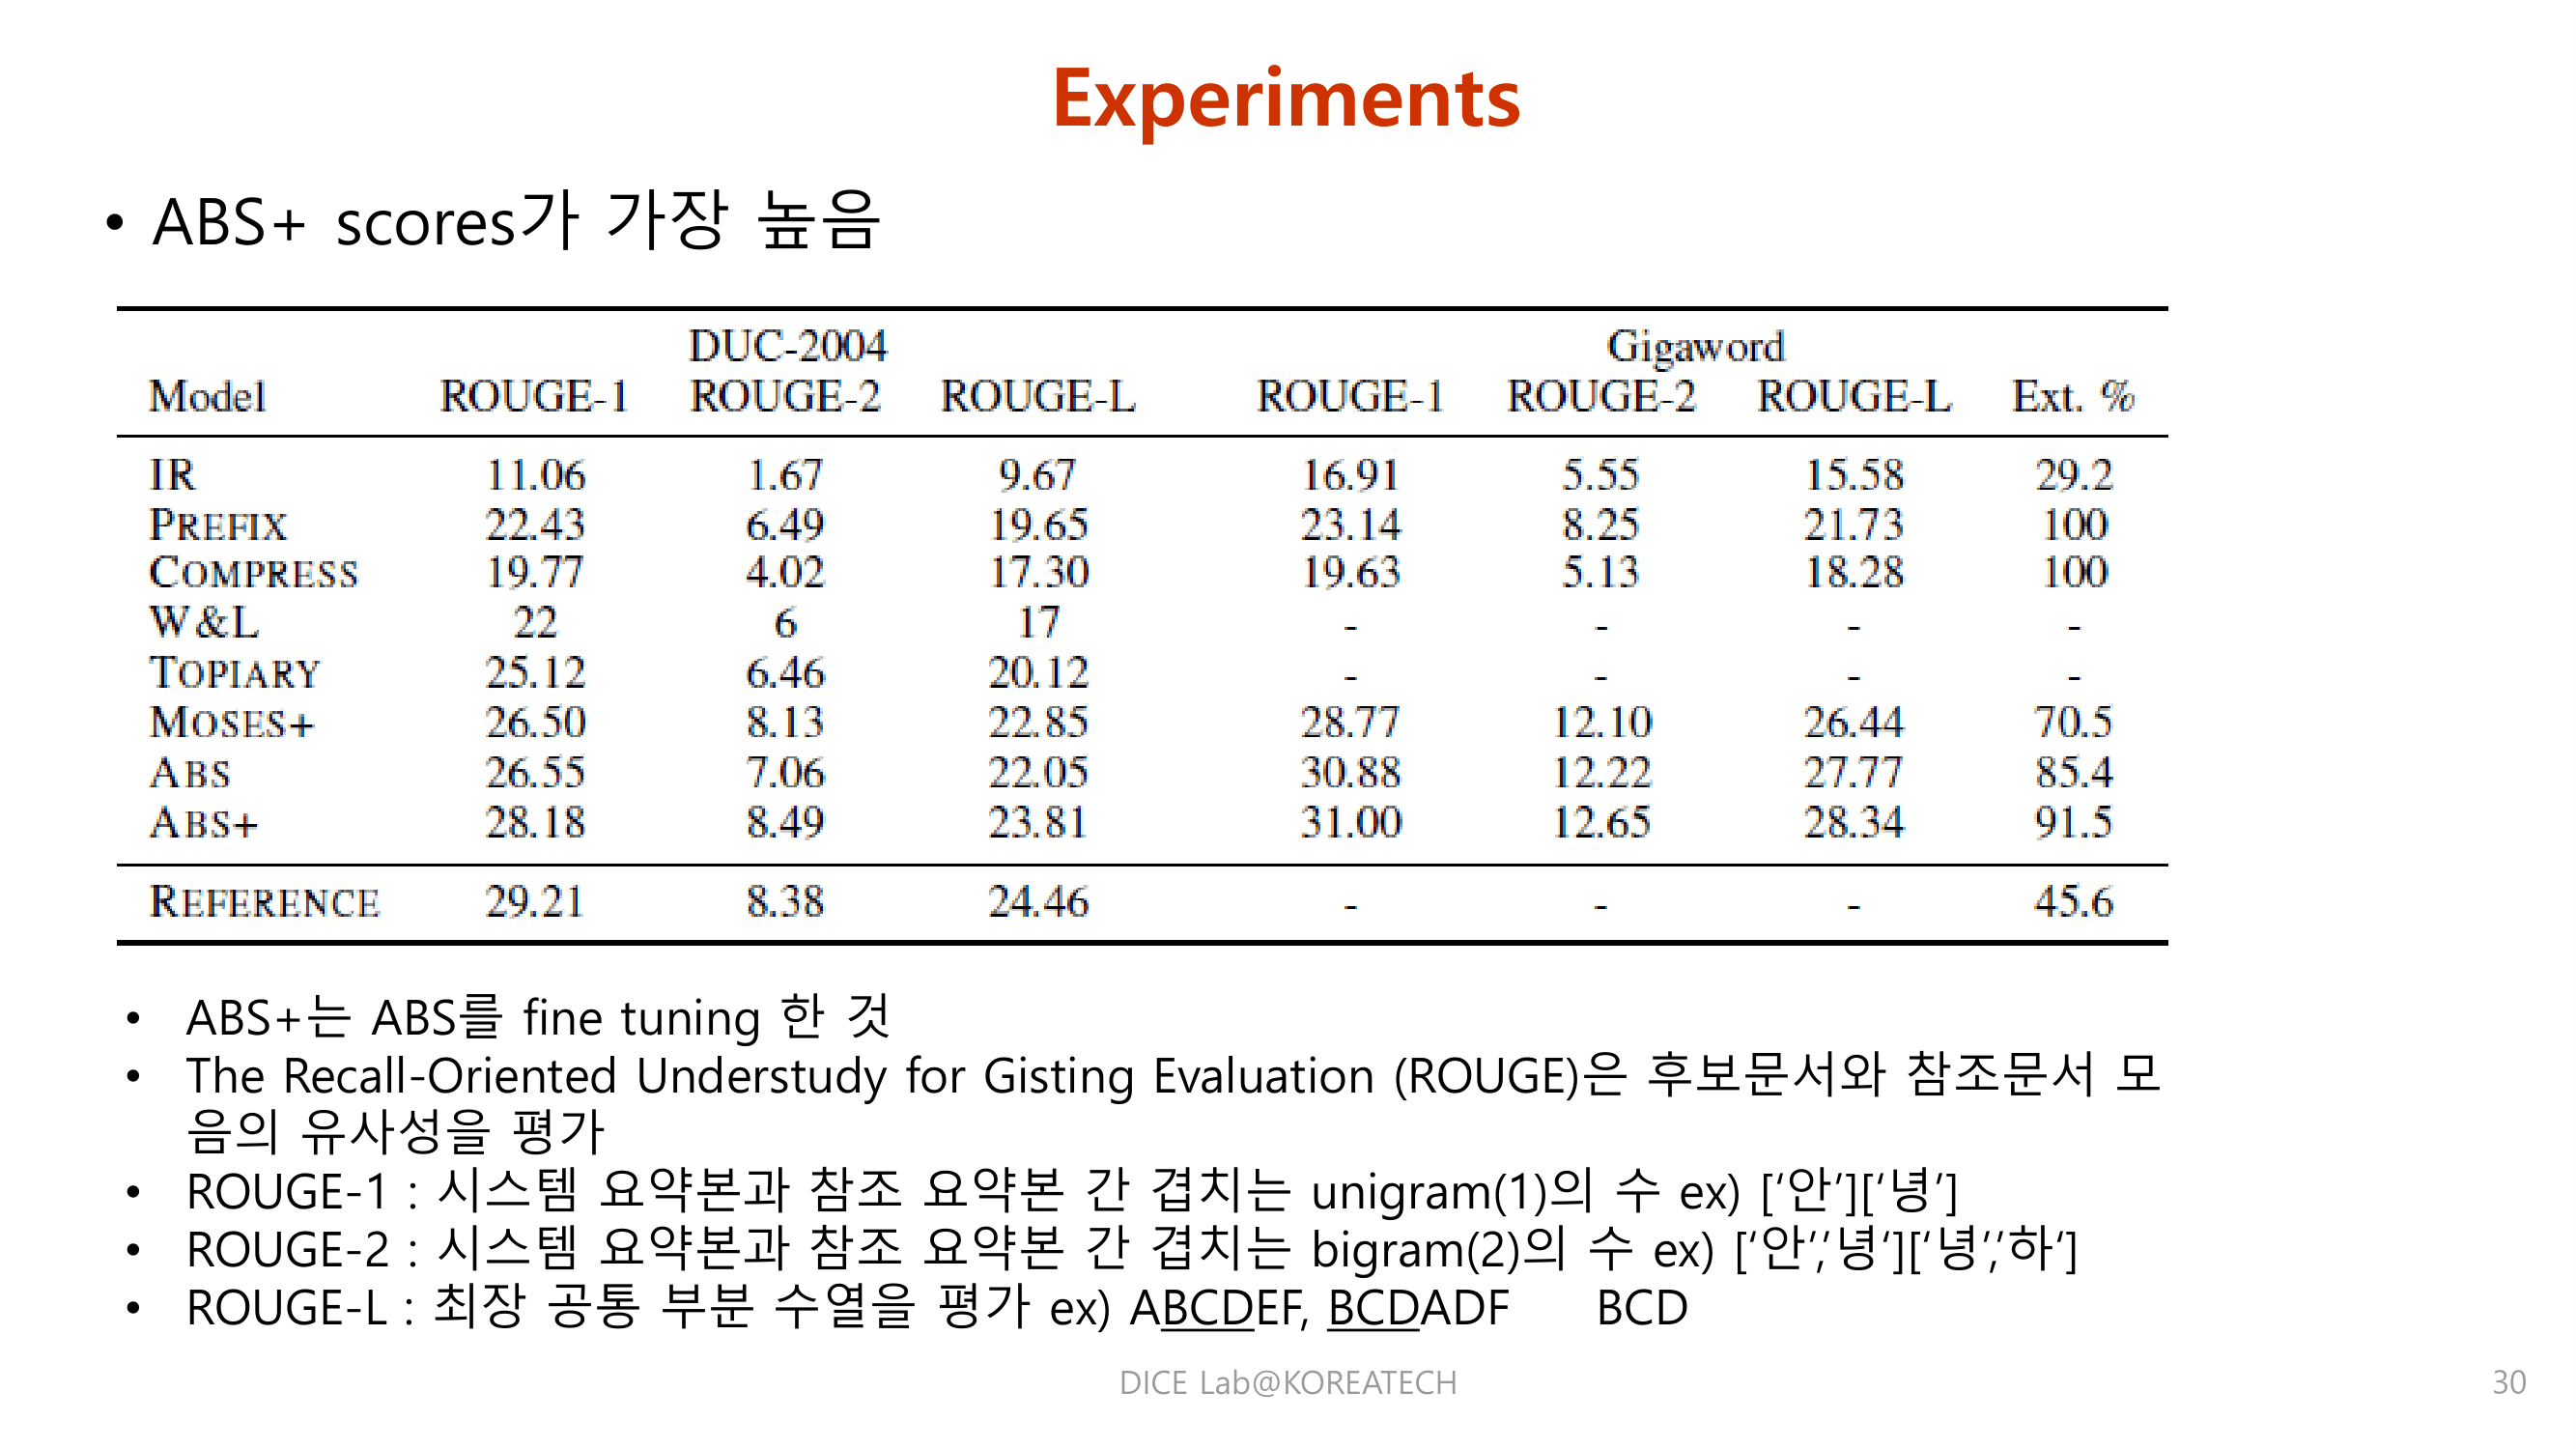 Experiments
• ABS+ scores가 가장 높음
DUC-2004 Gigaword
Model ROUGE-1 ROUGE-2 ROUGE-L ROUGE-1 ROUGE-2 ROUGE-L Ext. %
IR 11.06 1.67 9.67 16.91 5.55 15.58 29.2
PREFIX 22.43 6.49 19.65 23.14 8.25 21.73 100
COMPRESS 19.77 4.02 17.30 19.63 5.13 18.28 100
W&L 22 6 17 - - - -
TOPIARY 25.12 6.46 20.12 - - - -
MOSES+ 26.50 8.13 22.85 28.77 12.10 26.44 70.5
ABS 26.55 7.06 22.05 30.88 12.22 27.77 85.4
ABS+ 28.18 8.49 23.81 31.00 12.65 28.34 91.5
REFERENCE 29.21 8.38 24.46 - - - 45.6
• ABS+는 ABS를 fine tuning 한 것
• The Recall-Oriented Understudy for Gisting Evaluation (ROUGE)은 후보문서와 참조문서 모
음의 유사성을 평가
• ROUGE-1 : 시스템 요약본과 참조 요약본 간 겹치는 unigram(1)의 수 ex) [‘안’][‘녕’]
• ROUGE-2 : 시스템 요약본과 참조 요약본 간 겹치는 bigram(2)의 수 ex) [‘안’,’녕‘][‘녕’,’하‘]
• ROUGE-L : 최장 공통 부분 수열을 평가 ex) ABCDEF, BCDADF BCD
DICE Lab@KOREATECH 30